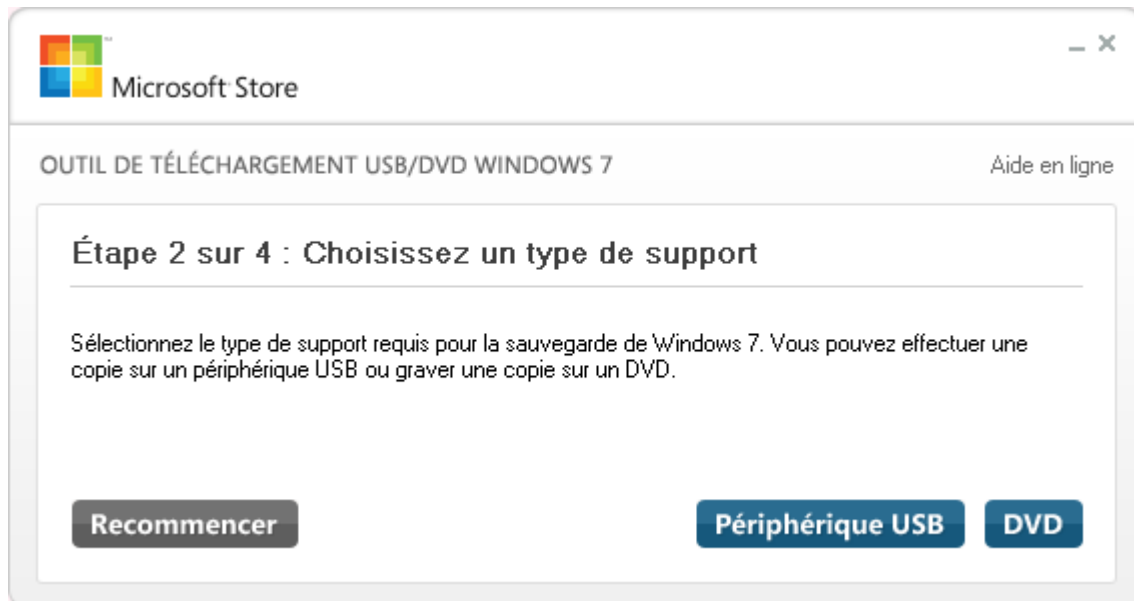 Microsoft Store
OUTIL DE TÉLÉCHARGEMENT USB/DVD WINDOWS 7
Aide en ligne
Étape 2 sur 4 : Choisissez un type de support
Sélectionnez le type de support requis pour la sauvegarde de Windows 7. Vous pouvez effectuer une
copie sur un périphérique USB ou graver une copie sur un DVD.
Recommencer
Périphérique USB
DVD